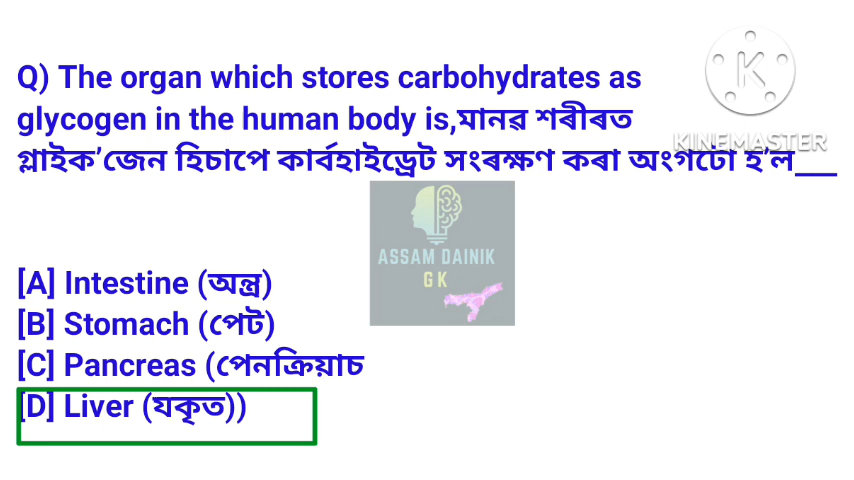 Q) The organ which stores carbohydrates as
glycogen in the human body is,মানৱ শৰীৰত
গ্লাইক’জেন হিচাপে কাৰ্বহাইড্ৰেট সংৰক্ষণ কৰা অংগটো হ’ল___
KINEMASTER
ASSAM DAINIK
GK
[A] Intestine (অন্ত্ৰ)
[B] Stomach (পেট)
[C] Pancreas (পেনক্ৰিয়াচ
[D] Liver (যকৃত))